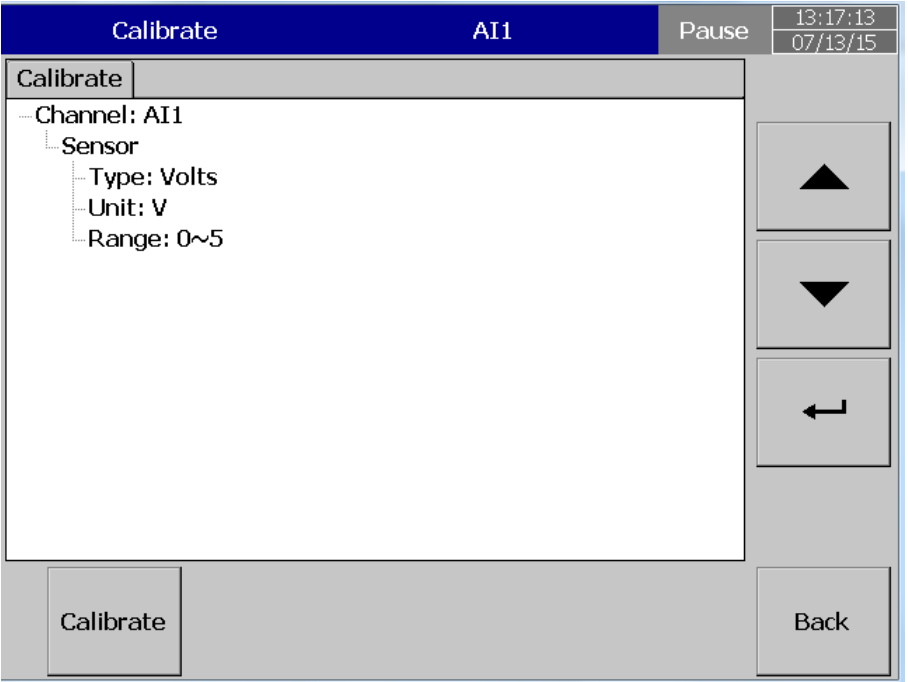 Calibrate AI1 Pause 13:17:13
07/13/15
Calibrate
Channel: AI1
Sensor
Type: Volts
Unit: V
Range: 0~5
Calibrate Back